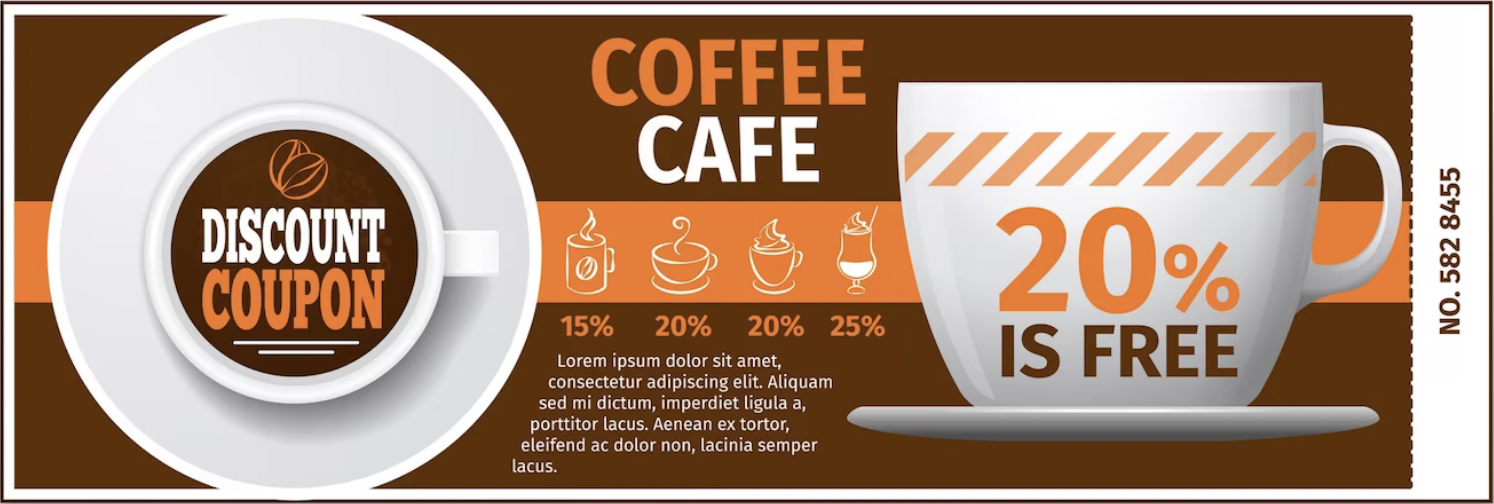 DISCOUNT
COUPON
COFFEE
CAFE
15% 20% 20% 25%
Lorem ipsum dolor sit amet,
consectetur adipiscing elit. Aliquam
sed mi dictum, imperdiet ligula a,
porttitor lacus. Aenean ex tortor,
eleifend ac dolor non, lacinia semper
lacus.
20%
IS FREE
NO. 582 8455